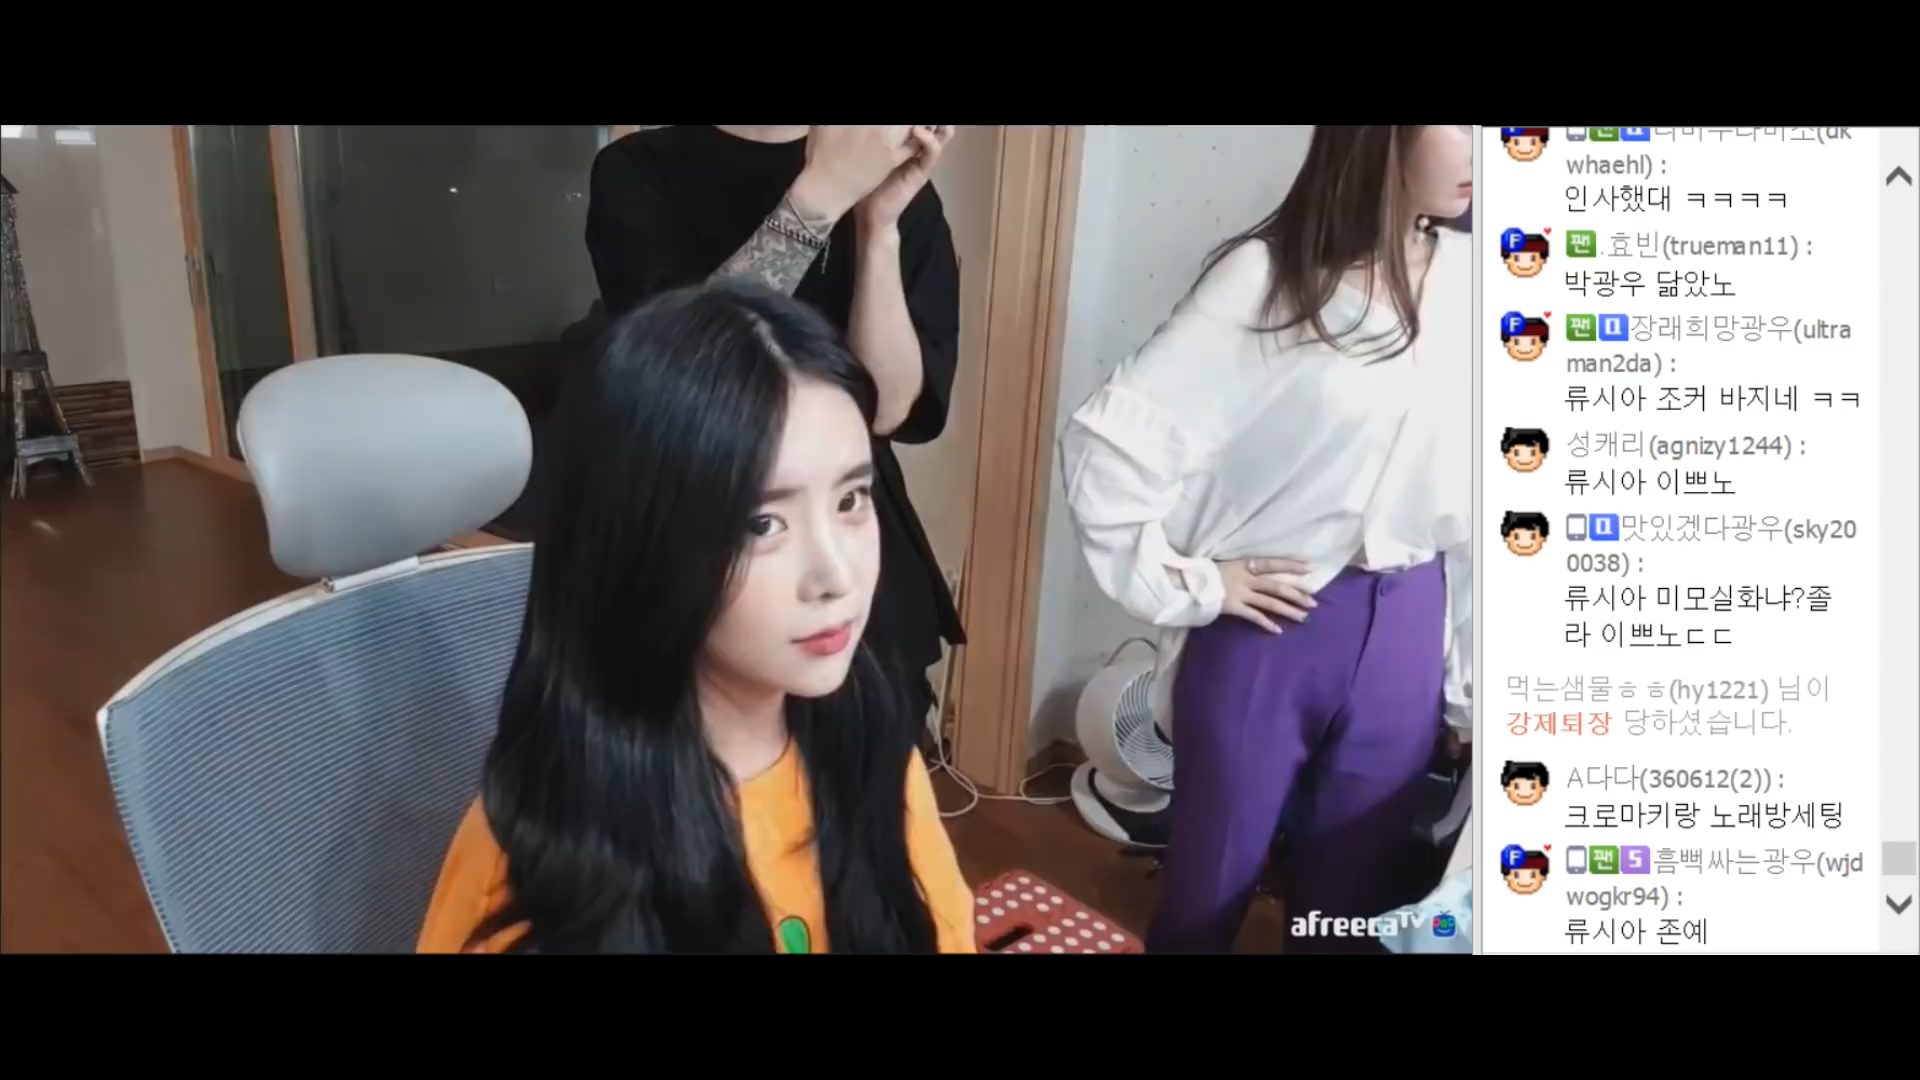 afreecaTV
whaehl) :
인사했대 ㅋㅋㅋㅋ
팬 .효빈(trueman11) :
박광우 닮았노
팬 Q 장래희망광우(ultra
man2da) :
류시아 조커 바지네 ㅋㅋ
성캐리(agnizy1244) :
류시아 이쁘노
Q 맛있겠다광우(sky20
0038) :
류시아 미모실화냐?졸
라 이쁘노ㄷㄷ
먹는샘물ㅎㅎ(hy1221) 님이
강제퇴장 당하셨습니다.
A다다(360612(2)) :
크로마키랑 노래방세팅
팬 S 흠뻑싸는광우(wjd
wogkr94) :
류시아 존예